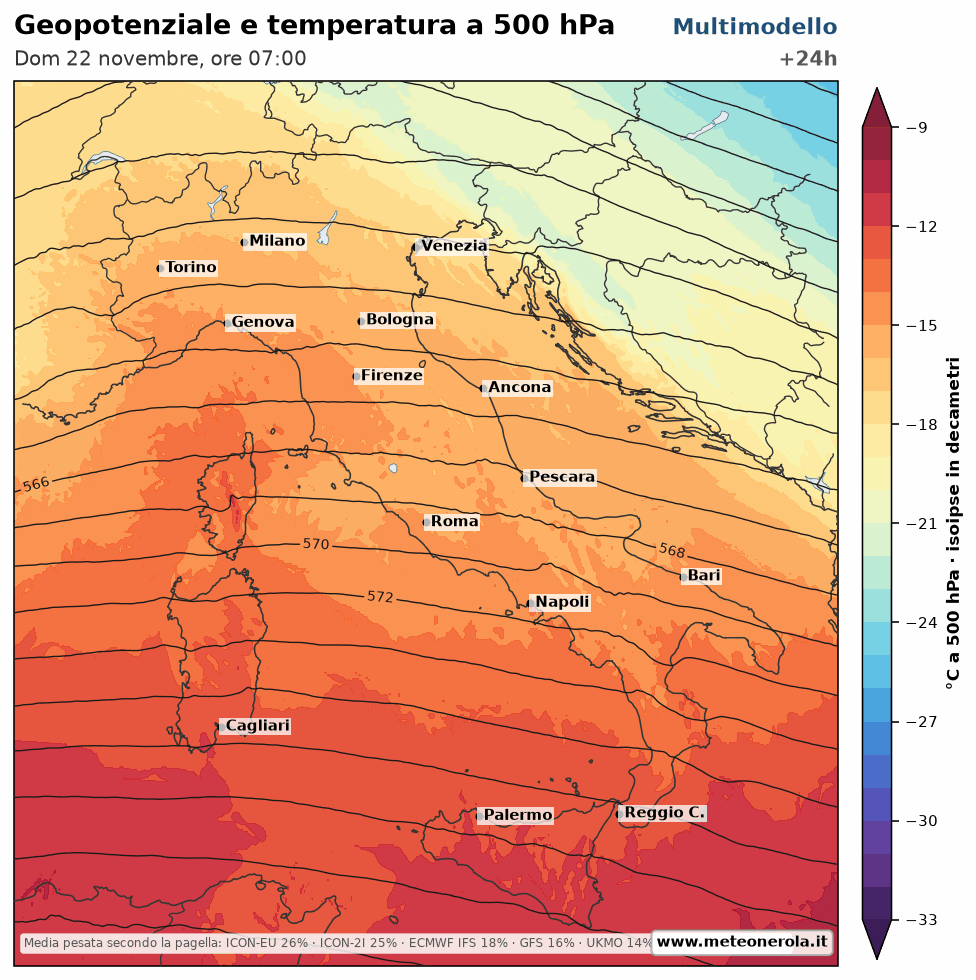 Geopotenziale e temperatura a 500 hPa
Multimodello
Dom 22 novembre, ore 07:00
+24h
Milano
Venezia
Torino
Genova
Bologna
Firenze
Ancona
566
Pescara
Roma
570
568
Bari
572
Napoli
Cagliari
Palermo
Reggio C.
−9
−12
−15
−18
−21
−24
−27
−30
−33
°C a 500 hPa · isoipse in decametri
Media pesata secondo la pagella: ICON-EU 26% · ICON-2I 25% · ECMWF IFS 18% · GFS 16% · UKMO 14%
www.meteonerola.it